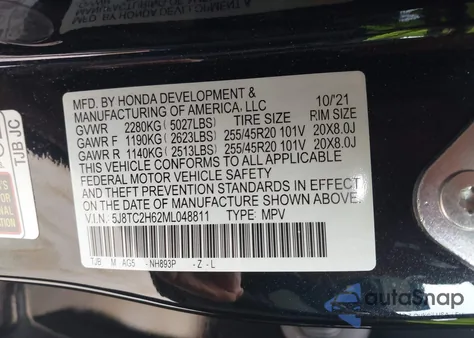 MFD. BY HONDA DEVELOPMENT &
MANUFACTURING OF AMERICA, LLC 10/'21
GVWR 2280KG (5027LBS) TIRE SIZE RIM SIZE
GAWR F 1190KG (2623LBS) 255/45R20 101V 20X8.0J
GAWR R 1140KG (2513LBS) 255/45R20 101V 20X8.0J
THIS VEHICLE CONFORMS TO ALL APPLICABLE
FEDERAL MOTOR VEHICLE SAFETY
AND THEFT PREVENTION STANDARDS IN EFFECT
ON THE DATE OF MANUFACTURE SHOWN ABOVE.
V.I.N.: 5J8TC2H62ML048811 TYPE: MPV
TJB M AG5 -NH893P -Z-L
TJB JC
autoSnap